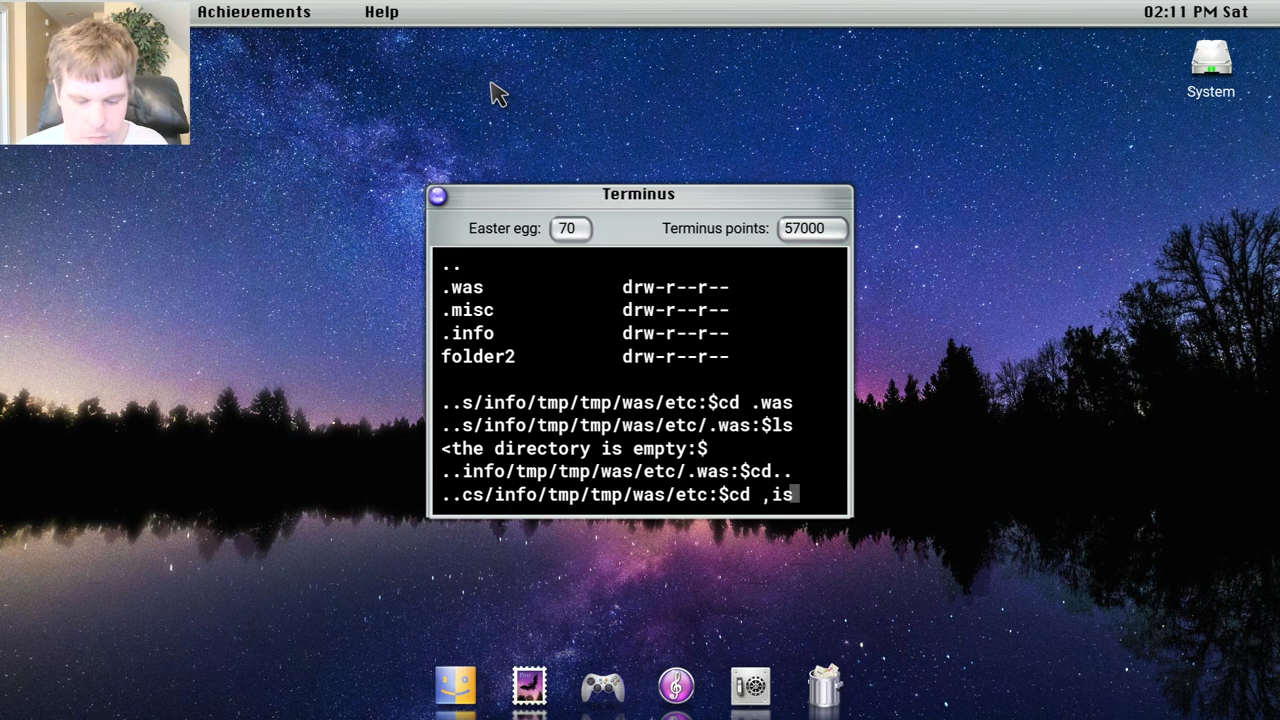 Achievements Help 02:11 PM Sat
System
Terminus
Easter egg: 70 Terminus points: 57000
..
.was drw-r--r--
.misc drw-r--r--
.info drw-r--r--
folder2 drw-r--r--
..s/info/tmp/tmp/was/etc:$cd .was
..s/info/tmp/tmp/was/etc/.was:$ls
<the directory is empty:$
..info/tmp/tmp/was/etc/.was:$cd..
..cs/info/tmp/tmp/was/etc:$cd ,is